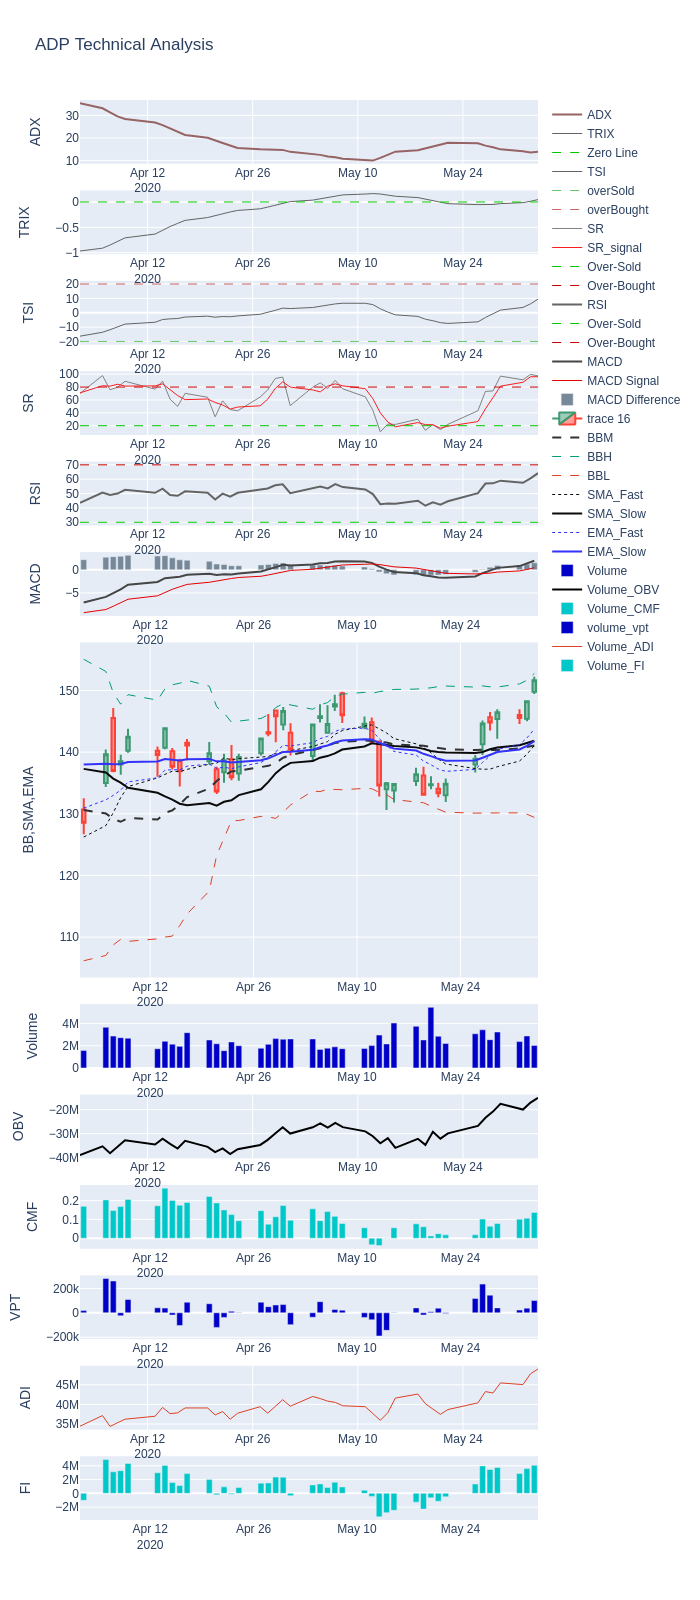 ADP Technical Analysis
ADX
30
20
10
Apr 12
2020
Apr 26
May 10
May 24
TRIX
0
−0.5
−1
Apr 12
2020
Apr 26
May 10
May 24
TSI
20
10
0
−10
−20
Apr 12
2020
Apr 26
May 10
May 24
SR
100
80
60
40
20
Apr 12
2020
Apr 26
May 10
May 24
RSI
70
60
50
40
30
Apr 12
2020
Apr 26
May 10
May 24
MACD
0
−5
Apr 12
2020
Apr 26
May 10
May 24
BB,SMA,EMA
150
140
130
120
110
Apr 12
2020
Apr 26
May 10
May 24
Volume
4M
2M
0
Apr 12
2020
Apr 26
May 10
May 24
OBV
−20M
−30M
−40M
Apr 12
2020
Apr 26
May 10
May 24
CMF
0.2
0.1
0
Apr 12
2020
Apr 26
May 10
May 24
VPT
200k
0
−200k
Apr 12
2020
Apr 26
May 10
May 24
ADI
45M
40M
35M
Apr 12
2020
Apr 26
May 10
May 24
FI
4M
2M
0
−2M
Apr 12
2020
Apr 26
May 10
May 24
ADX
TRIX
Zero Line
TSI
overSold
overBought
SR
SR_signal
Over-Sold
Over-Bought
RSI
Over-Sold
Over-Bought
MACD
MACD Signal
MACD Difference
trace 16
BBM
BBH
BBL
SMA_Fast
SMA_Slow
EMA_Fast
EMA_Slow
Volume
Volume_OBV
Volume_CMF
volume_vpt
Volume_ADI
Volume_FI